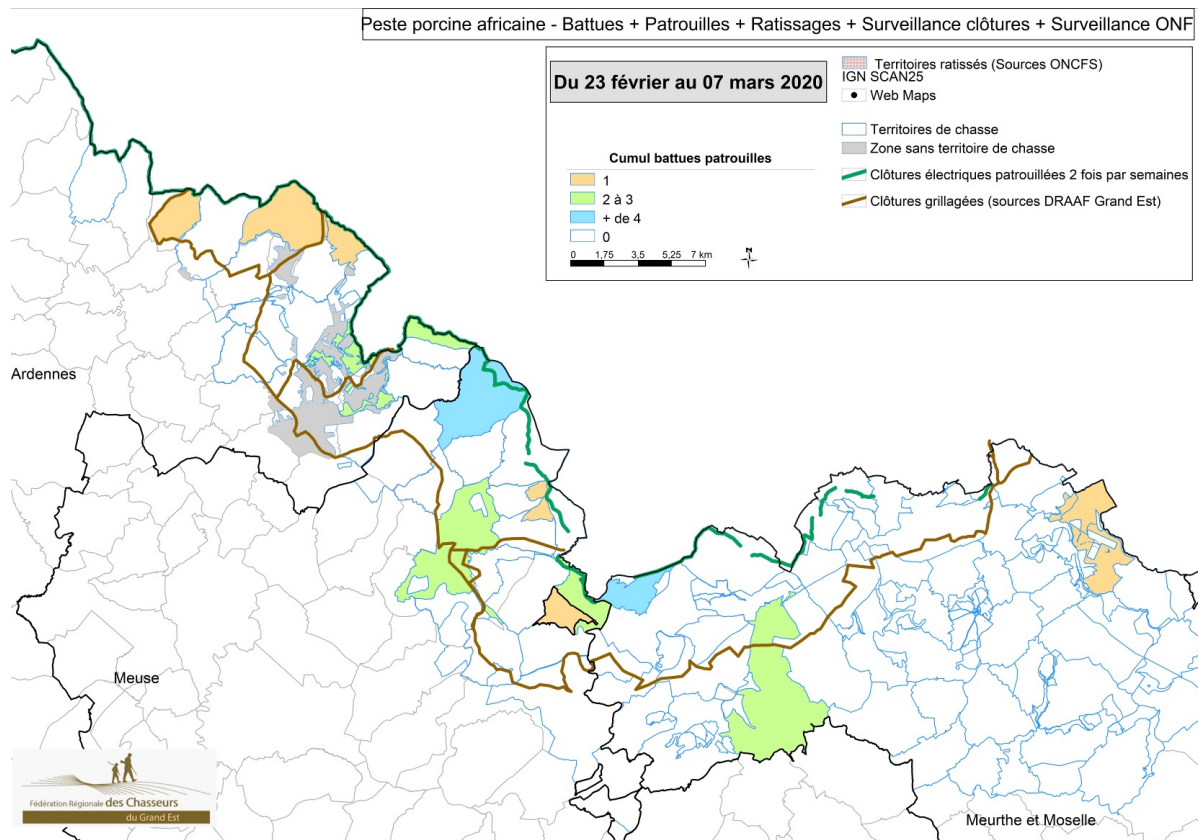 Peste porcine africaine - Battues + Patrouilles + Ratissages + Surveillance clôtures + Surveillance ONF
Du 23 février au 07 mars 2020
Territoires ratissés (Sources ONCFS)
IGN SCAN25
Web Maps
Territoires de chasse
Zone sans territoire de chasse
Clôtures électriques patrouillées 2 fois par semaines
Clôtures grillagées (sources DRAAF Grand Est)
Cumul battues patrouilles
1
2 à 3
+ de 4
0
0 1,75 3,5 5,25 7 km
N
Ardennes
Meuse
Meurthe et Moselle
Fédération Régionale des Chasseurs
du Grand Est